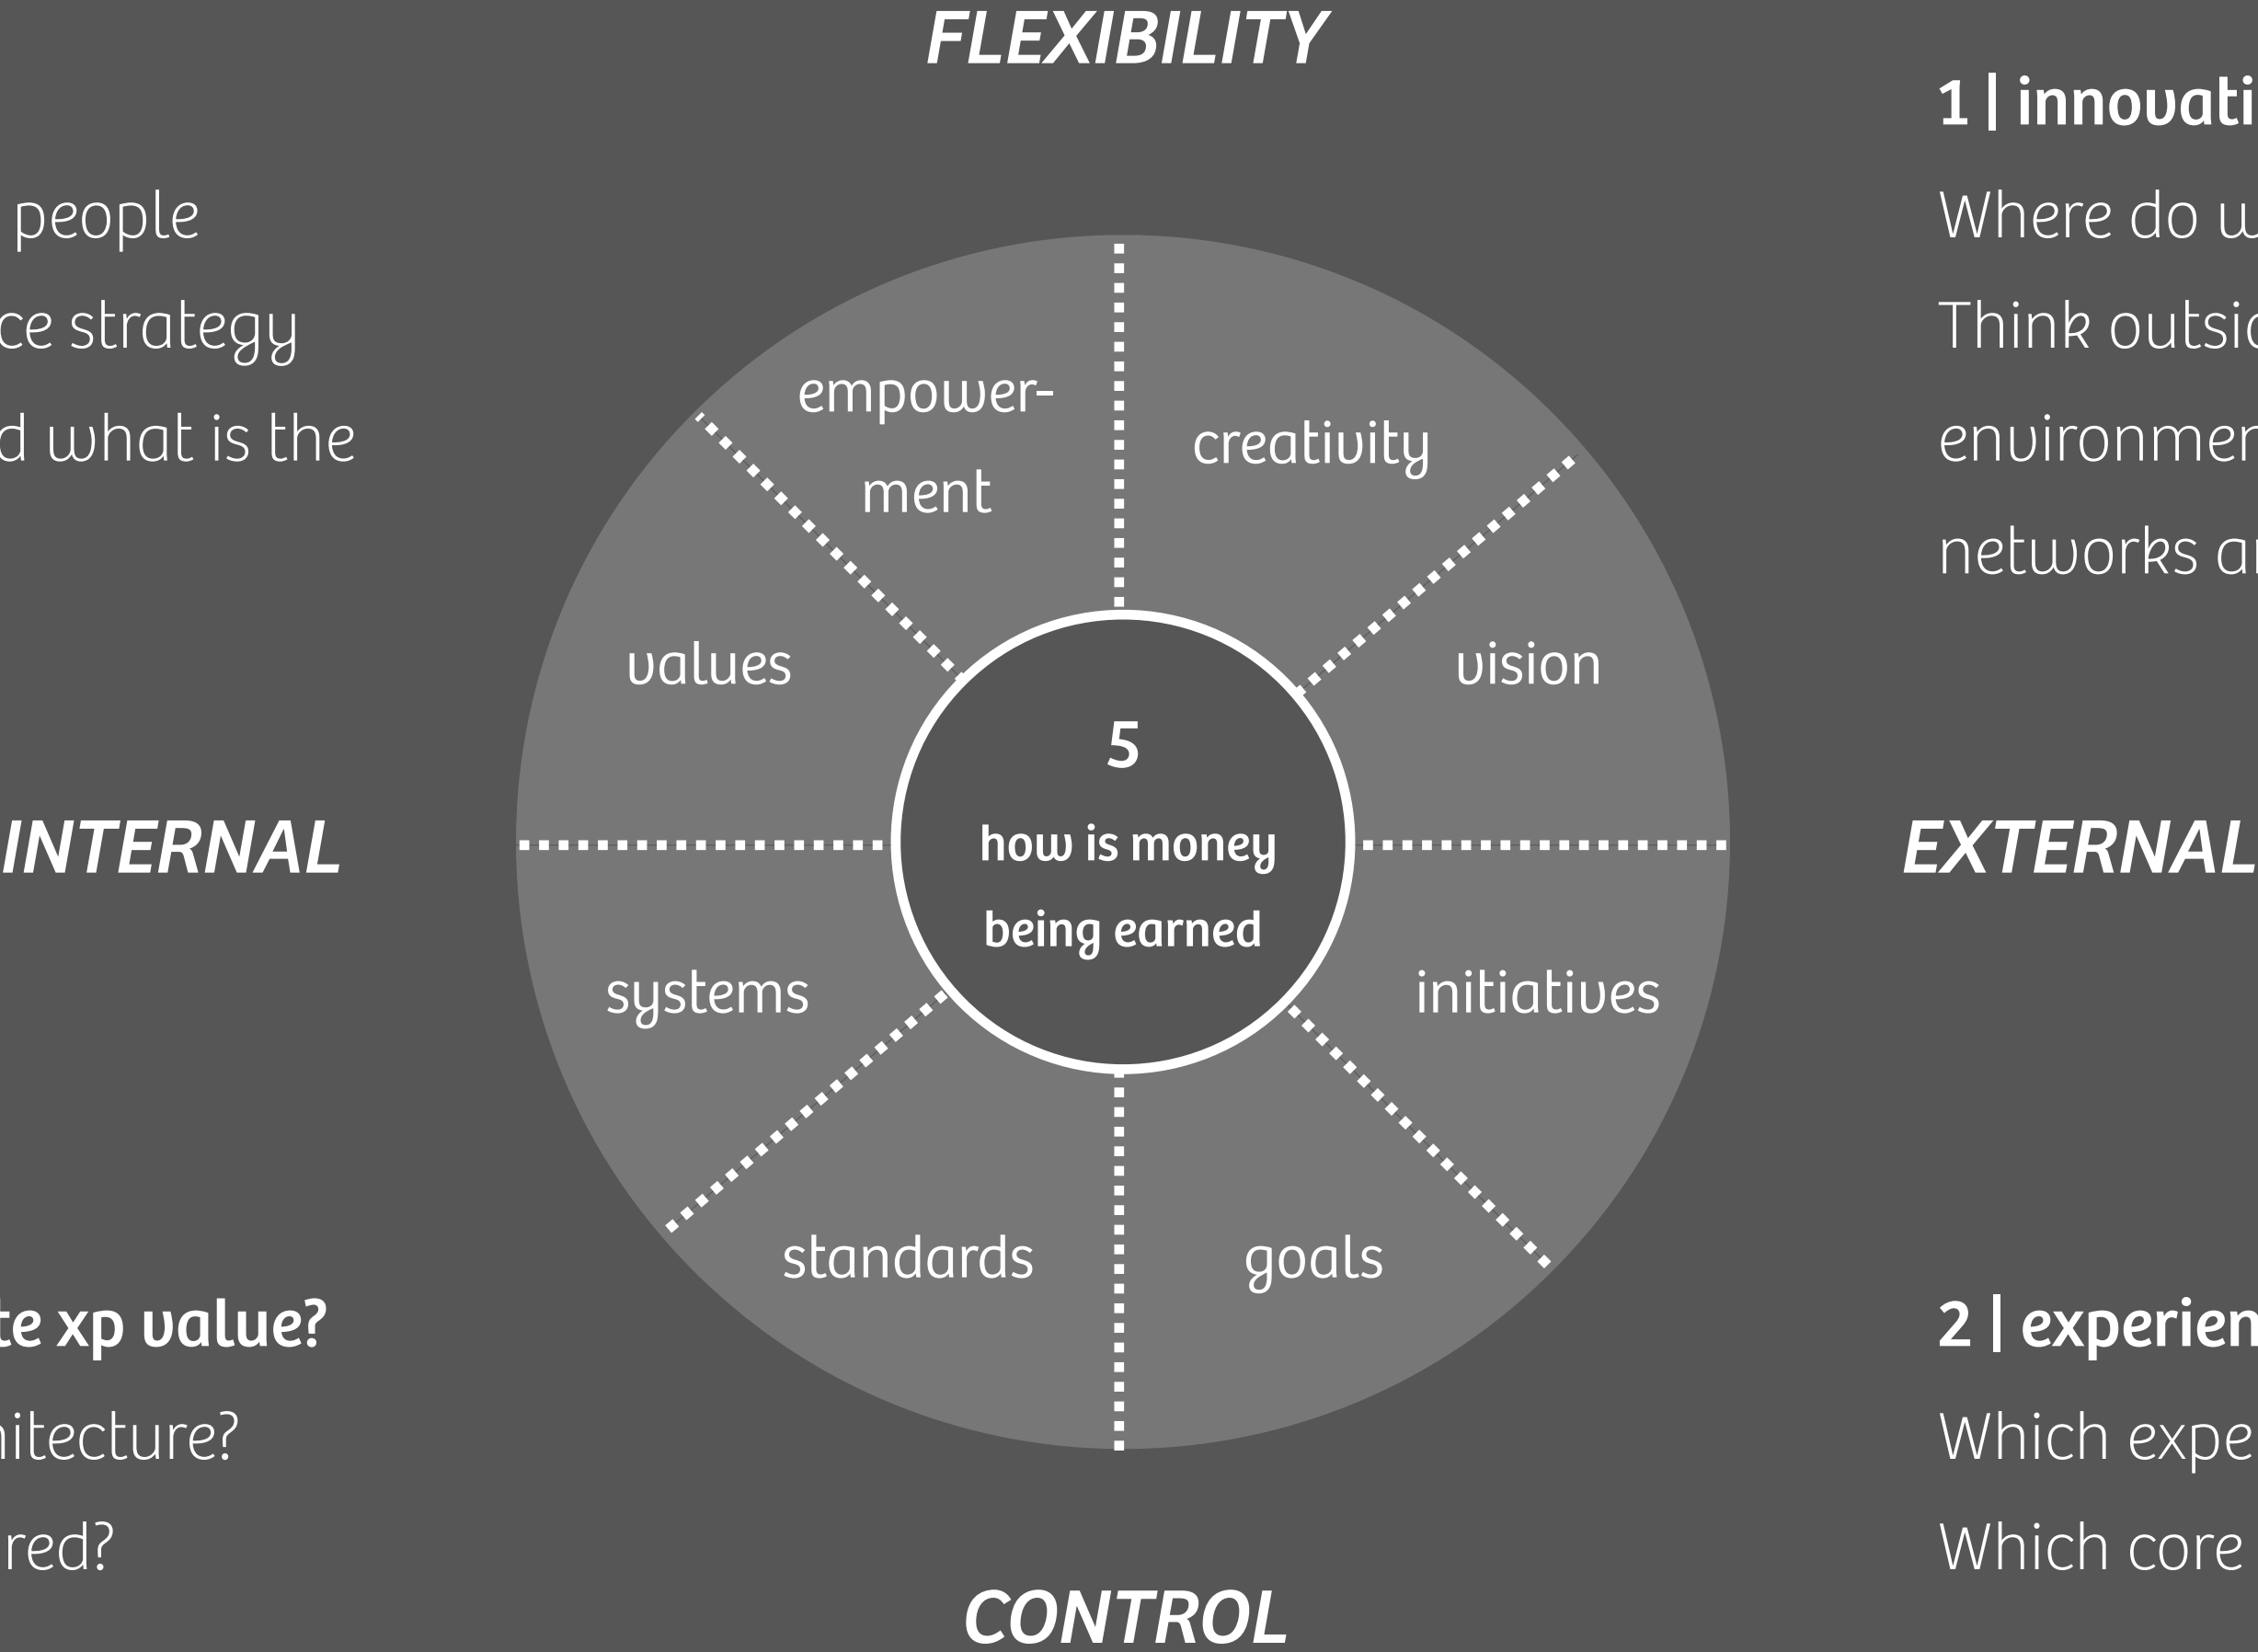 FLEXIBILITY
people
ce strategy
d what is the
1 | innovati
Where do
Think outsi
environmen
networks a
empower-
ment
creativity
values
vision
5
how is money
being earned
INTERNAL
EXTERNAL
systems
initiatives
standards
goals
te xp value?
hitecture?
red?
2 | experien
Which expe
Which core
CONTROL